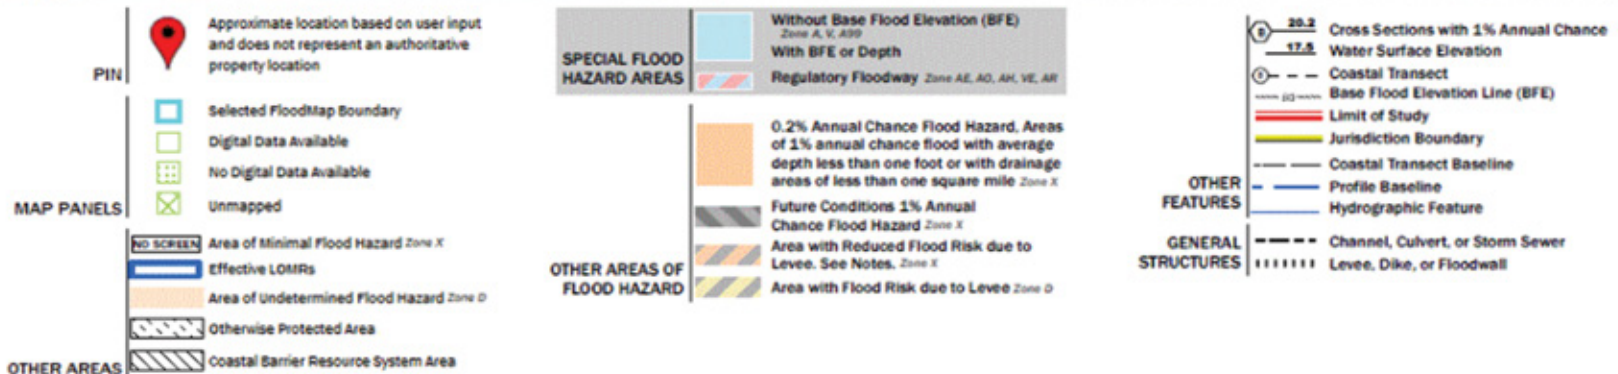 Approximate location based on user input
and does not represent an authoritative
property location
PIN
Selected FloodMap Boundary
Digital Data Available
No Digital Data Available
Unmapped
MAP PANELS
NO SCREEN Area of Minimal Flood Hazard Zone X
Effective LOMRs
Area of Undetermined Flood Hazard Zone D
Otherwise Protected Area
Coastal Barrier Resource System Area
OTHER AREAS
Without Base Flood Elevation (BFE)
Zone A, V, A99
With BFE or Depth
SPECIAL FLOOD
HAZARD AREAS
Regulatory Floodway Zone AE, AO, AH, VE, AR
0.2% Annual Chance Flood Hazard, Areas
of 1% annual chance flood with average
depth less than one foot or with drainage
areas of less than one square mile Zone X
Future Conditions 1% Annual
Chance Flood Hazard Zone X
Area with Reduced Flood Risk due to
Levee. See Notes. Zone X
OTHER AREAS OF
FLOOD HAZARD
Area with Flood Risk due to Levee Zone D
20.2 Cross Sections with 1% Annual Chance
17.5 Water Surface Elevation
Coastal Transect
Base Flood Elevation Line (BFE)
Limit of Study
Jurisdiction Boundary
Coastal Transect Baseline
OTHER
FEATURES
Profile Baseline
Hydrographic Feature
GENERAL
STRUCTURES
Channel, Culvert, or Storm Sewer
Levee, Dike, or Floodwall